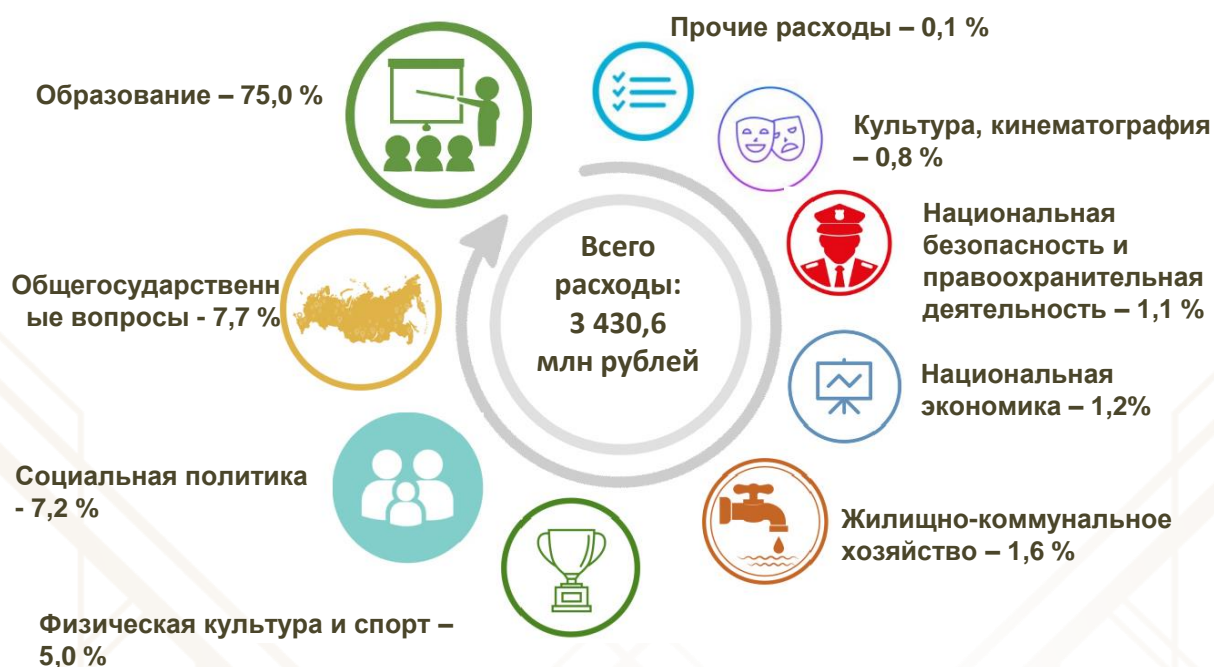 Прочие расходы – 0,1 %
Образование – 75,0 %
Культура, кинематография
– 0,8 %
Национальная
безопасность и
правоохранительная
деятельность – 1,1 %
Всего
расходы:
3 430,6
млн рублей
Общегосударственн
ые вопросы - 7,7 %
Национальная
экономика – 1,2%
Социальная политика
- 7,2 %
Жилищно-коммунальное
хозяйство – 1,6 %
Физическая культура и спорт –
5,0 %